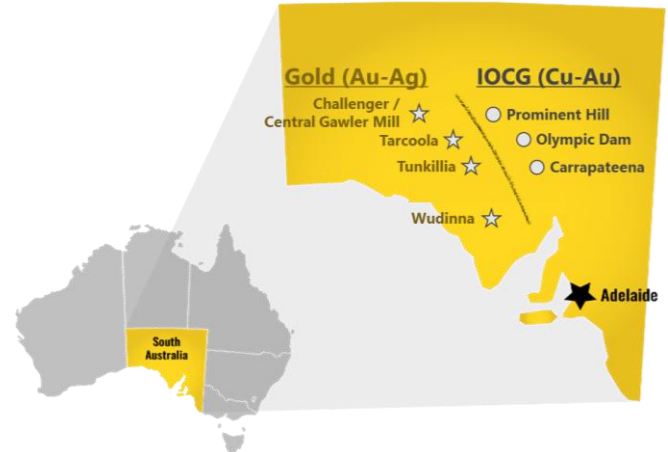 Gold (Au-Ag)
IOCG (Cu-Au)
Challenger /
Central Gawler Mill
Prominent Hill
Tarcoola
Olympic Dam
Tunkillia
Carrapateena
Wudinna
Adelaide
South
Australia